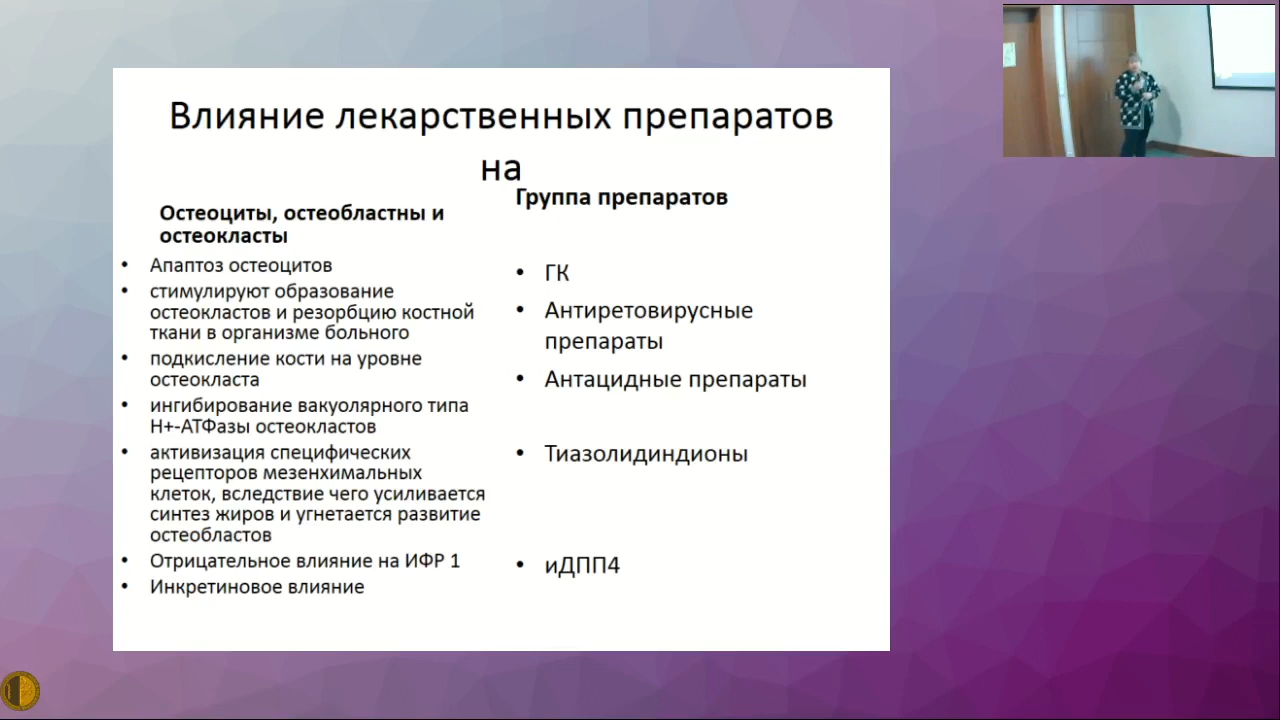 Влияние лекарственных препаратов
на
Остеоциты, остеобластны и
остеокласты
• Апаптоз остеоцитов
• стимулируют образование
остеокластов и резорбцию костной
ткани в организме больного
• подкисление кости на уровне
остеокласта
• ингибирование вакуолярного типа
Н+-АТФазы остеокластов
• активизация специфических
рецепторов мезенхимальных
клеток, вследствие чего усиливается
синтез жиров и угнетается развитие
остеобластов
• Отрицательное влияние на ИФР 1
• Инкретиновое влияние
Группа препаратов
• ГК
• Антиретовирусные
препараты
• Антацидные препараты
• Тиазолидиндионы
• иДПП4